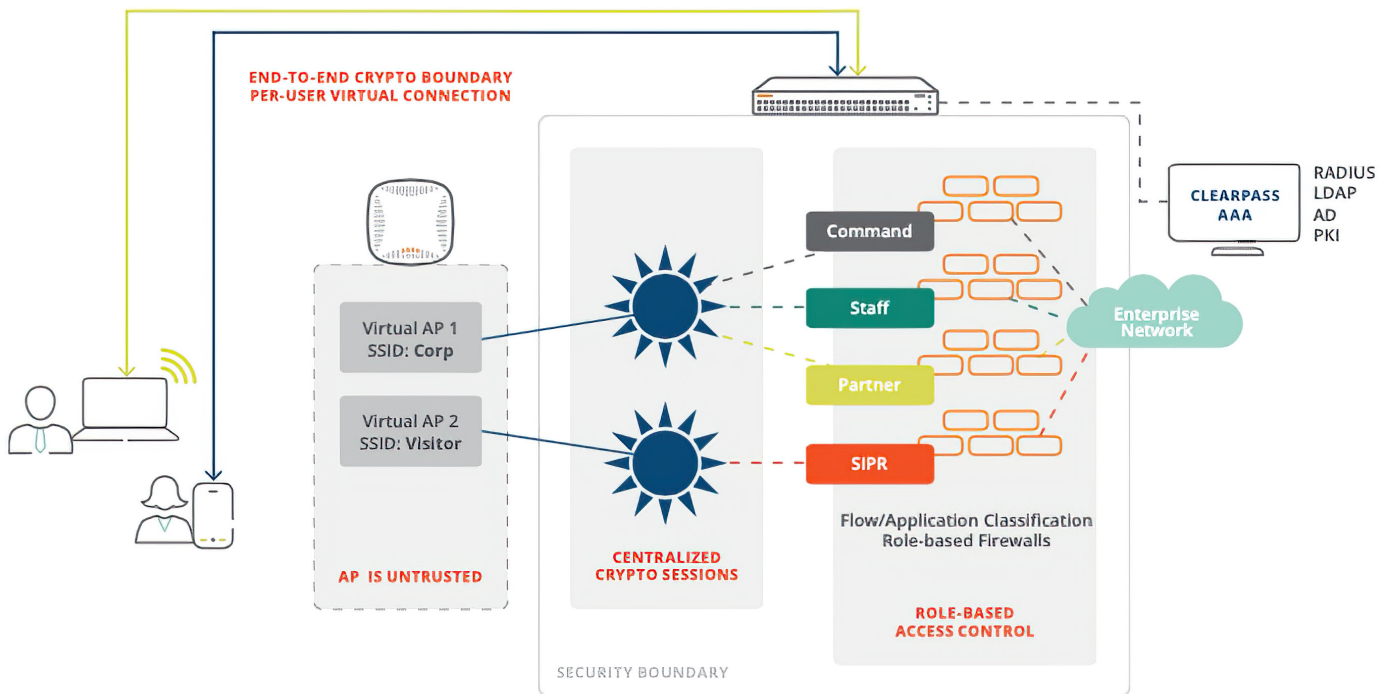 END-TO-END CRYPTO BOUNDARY
PER-USER VIRTUAL CONNECTION
CLEARPASS
AAA
RADIUS
LDAP
AD
PKI
Virtual AP 1
SSID: Corp
Virtual AP 2
SSID: Visitor
AP IS UNTRUSTED
CENTRALIZED
CRYPTO SESSIONS
Command
Staff
Partner
SIPR
Enterprise
Network
Flow/Application Classification
Role-based Firewalls
ROLE-BASED
ACCESS CONTROL
SECURITY BOUNDARY